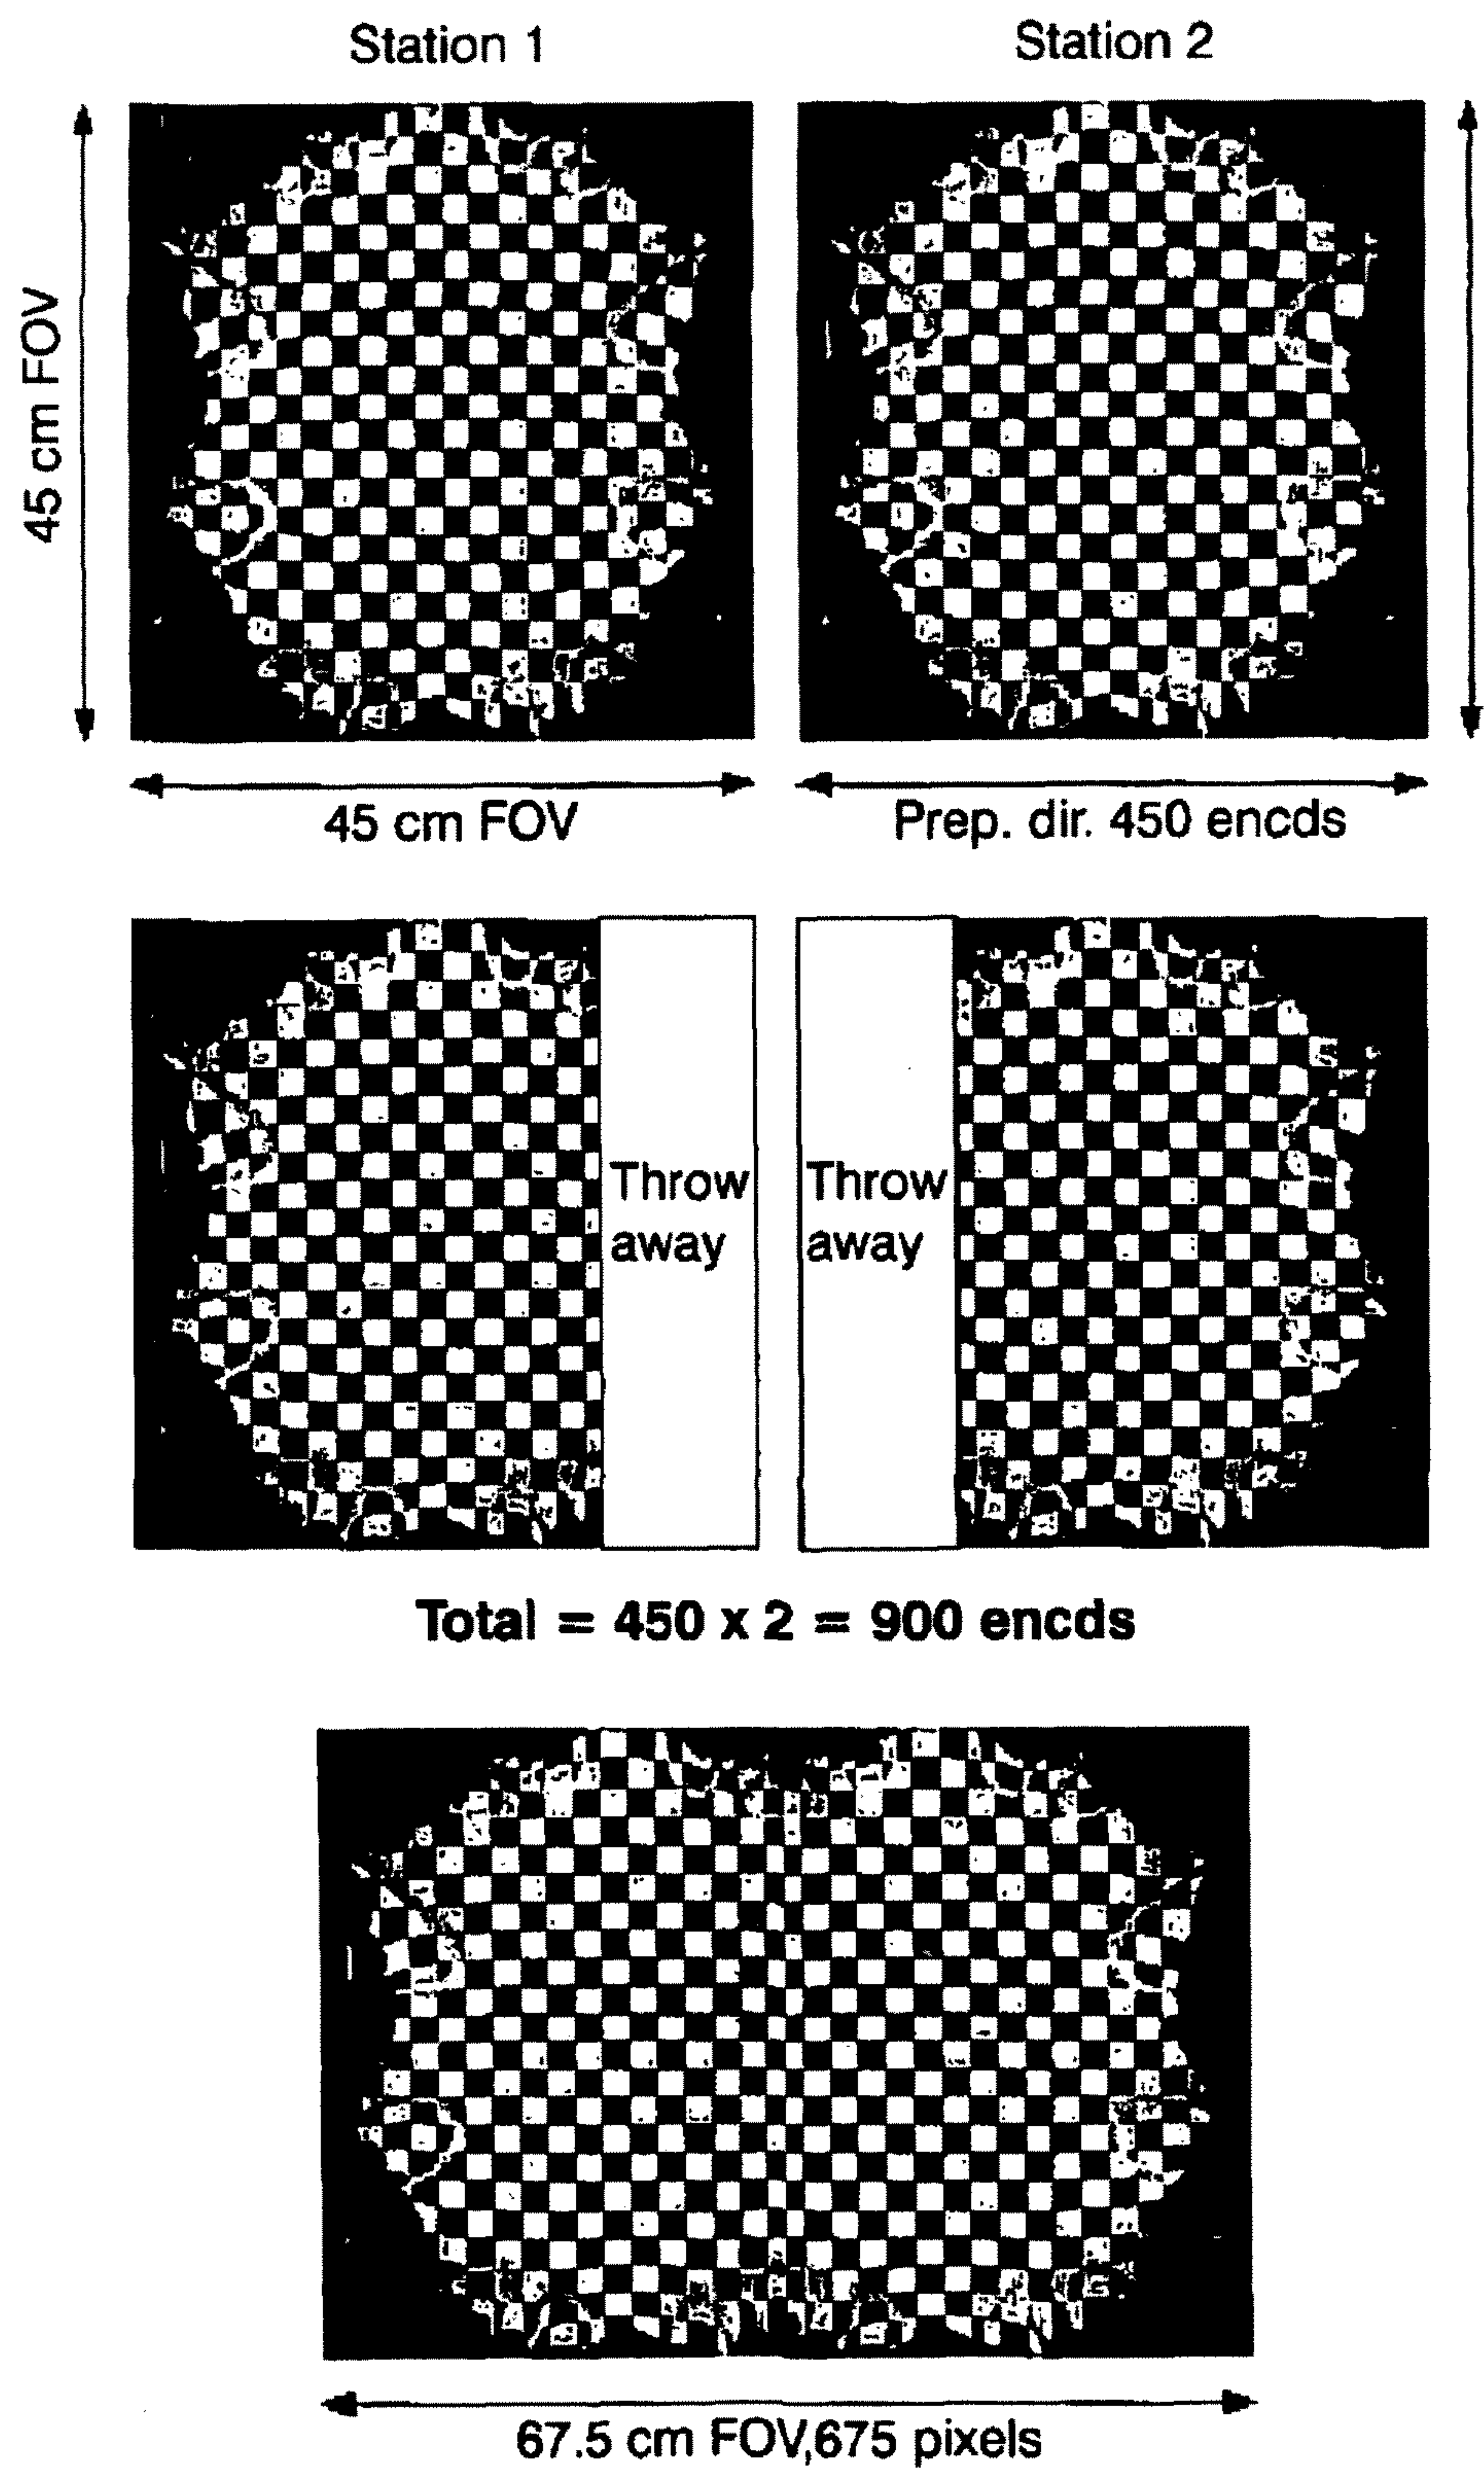 Station 1
Station 2
45 cm FOV
45 cm FOV
Prep. dir. 450 encds
Throw
away
Throw
away
Total = 450 x 2 = 900 encds
67.5 cm FOV,675 pixels